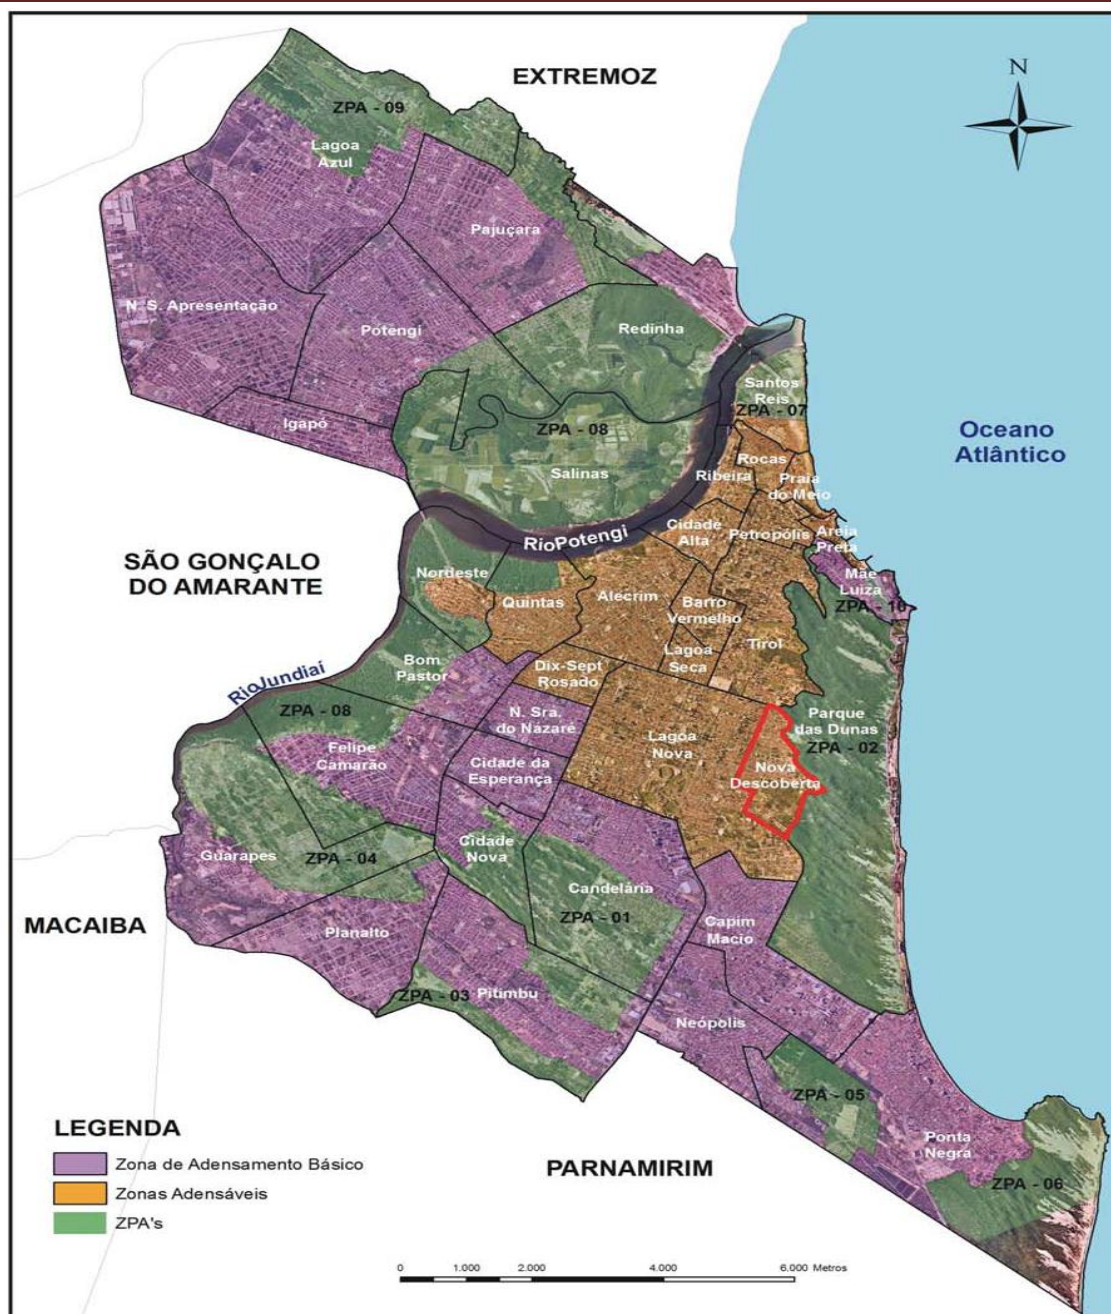 EXTREMOZ
N
ZPA - 09
Lagoa
Azul
Pajuçara
N. S. Apresentação
Potengi
Redinha
Igapó
Santos
Reis
ZPA - 07
ZPA - 08
Salinas
Rocas
Ribeira
Praia
do Meio
Oceano
Atlântico
Cidade
Alta
Petropólis
Areia
Preta
RioPotengi
SÃO GONÇALO
DO AMARANTE
Nordeste
Quintas
Alecrim
Barro
Vermelho
Mãe
Luiza
ZPA - 10
Lagoa
Seca
Tirol
Bom
Pastor
Dix-Sept
Rosado
RioJundiaí
ZPA - 08
N. Sra.
do Nazaré
Lagoa
Nova
Parque
das Dunas
ZPA - 02
Felipe
Camarão
Cidade da
Esperança
Nova
Descoberta
Guarapes
ZPA - 04
Cidade
Nova
Candelária
ZPA - 01
MACAIBA
Planalto
Capim
Macio
ZPA - 03
Pitimbu
Neópolis
ZPA - 05
Ponta
Negra
ZPA - 06
PARNAMIRIM
LEGENDA
Zona de Adensamento Básico
Zonas Adensáveis
ZPA's
0 1.000 2.000 4.000 6.000 Metros